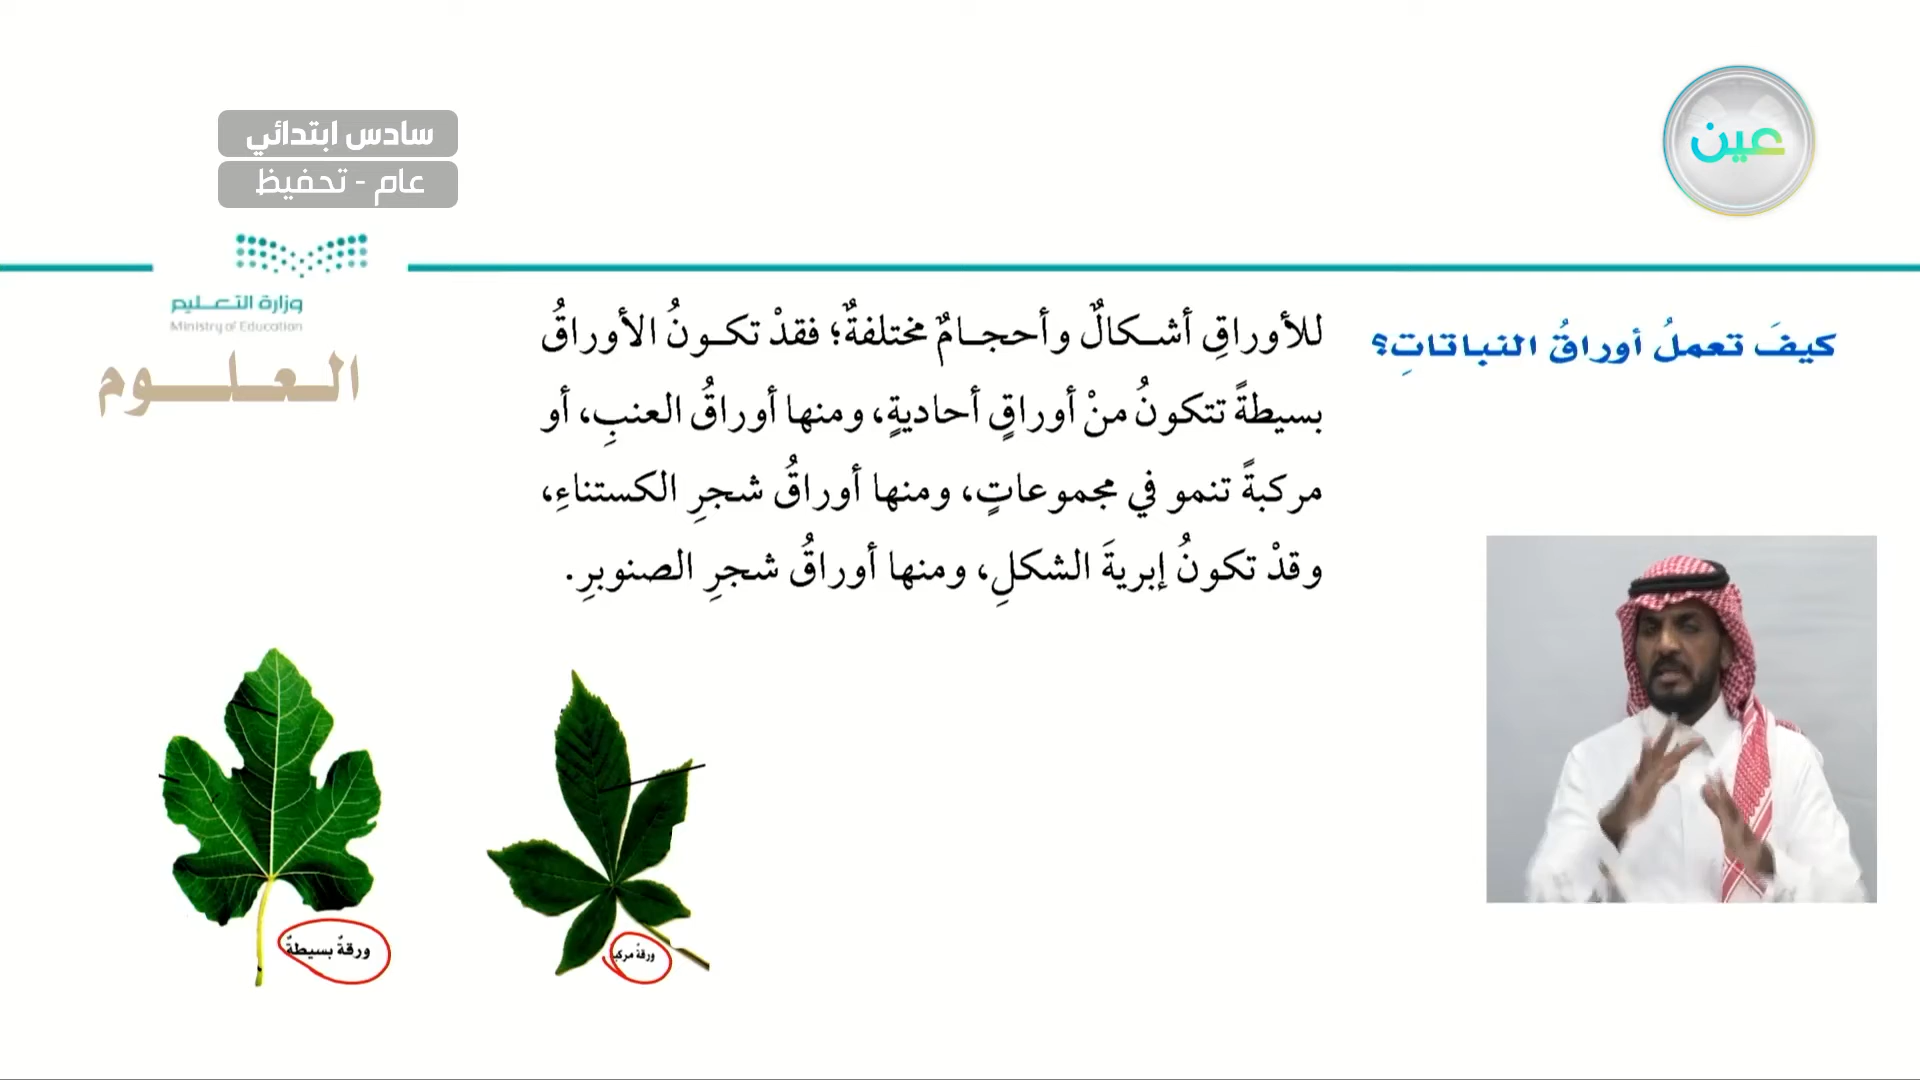 عين
سادس ابتدائي
عام - تحفيظ
وزارة التعليم
Ministry of Education
العلوم
كيفَ تعملُ أوراقُ النباتاتِ؟
للأوراقِ أشكالٌ وأحجامٌ مختلفةٌ؛ فقدْ تكونُ الأوراقُ
بسيطةً تتكونُ منْ أوراقٍ أحاديةٍ، ومنها أوراقُ العنبِ، أو
مركبةً تنمو في مجموعاتٍ، ومنها أوراقُ شجرِ الكستناءِ،
وقدْ تكونُ إبريةَ الشكلِ، ومنها أوراقُ شجرِ الصنوبرِ.
ورقةٌ مركبـ
ورقةٌ بسيطةٌ